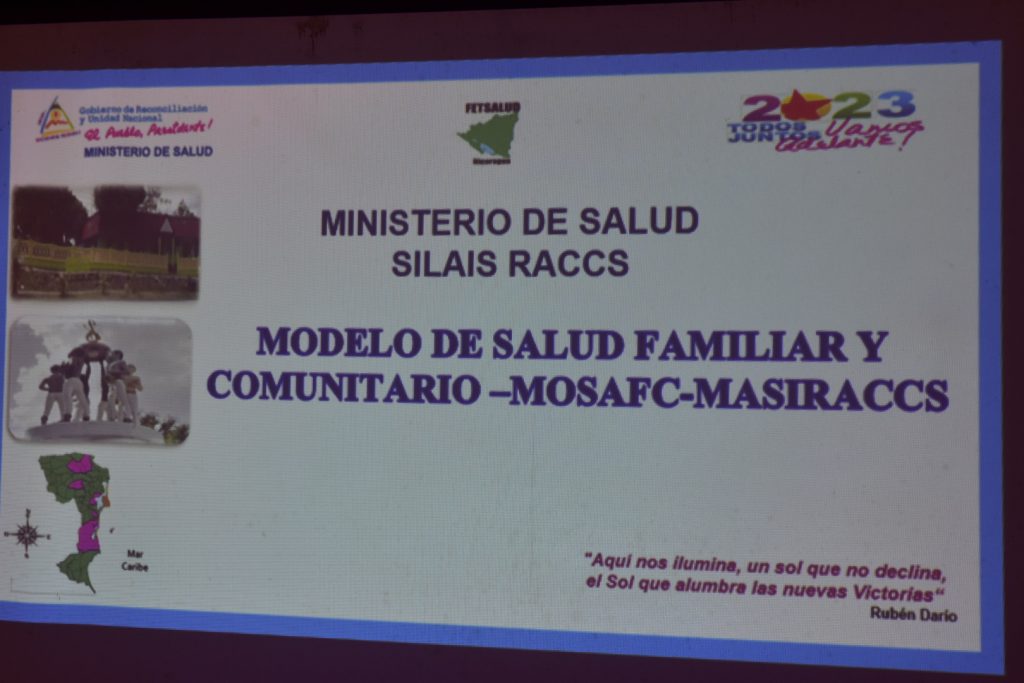 Gobierno de Reconciliación
y Unidad Nacional
El Pueblo, Presidente!
MINISTERIO DE SALUD
FETSALUD
Nicaragua
2023
TODOS
JUNTOS Vamos
adelante!
MINISTERIO DE SALUD
SILAIS RACCS
MODELO DE SALUD FAMILIAR Y
COMUNITARIO –MOSAFC-MASIRACCS
Mar
Caribe
"Aquí nos ilumina, un sol que no declina,
el Sol que alumbra las nuevas Victorias“
Rubén Darío